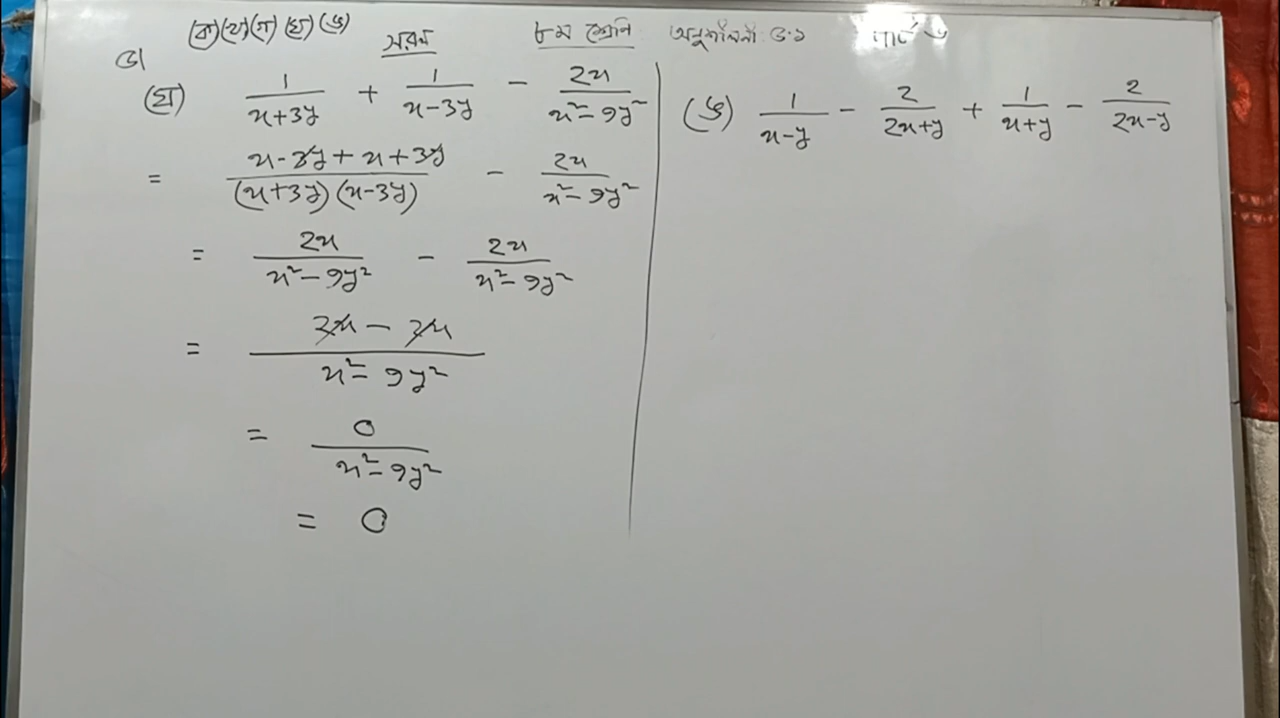 (ক)(খ)(গ)(ঘ)(ঙ) সরল ৮ম শ্রেণি অনুশীলনী ৫.১ পার্ট ৬
(ঘ) 1/(x+3y) + 1/(x-3y) - 2x/(x²-9y²)
= (x-3y+x+3y)/((x+3y)(x-3y)) - 2x/(x²-9y²)
= 2x/(x²-9y²) - 2x/(x²-9y²)
= (2x - 2x)/(x²-9y²)
= 0/(x²-9y²)
= 0
(ঙ) 1/(x-y) - 2/(2x+y) + 1/(x+y) - 2/(2x-y)